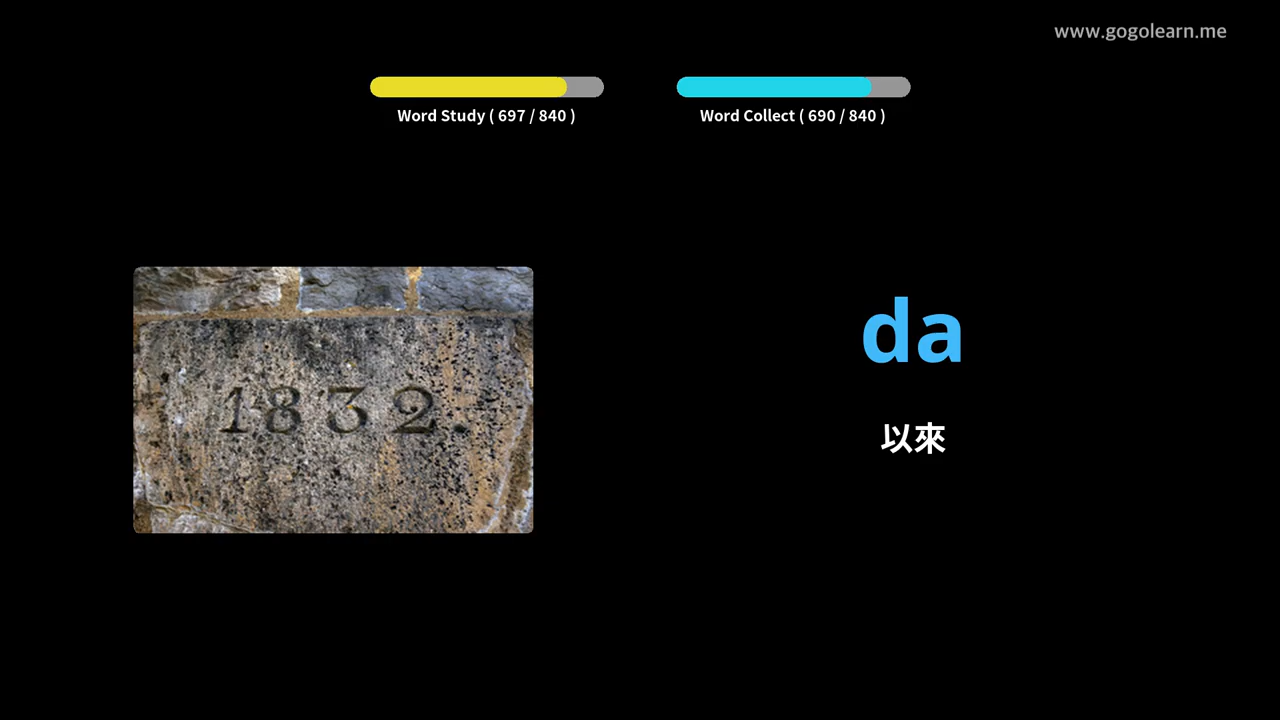 www.gogolearn.me
Word Study ( 697 / 840 )
Word Collect ( 690 / 840 )
1832.
da
以來